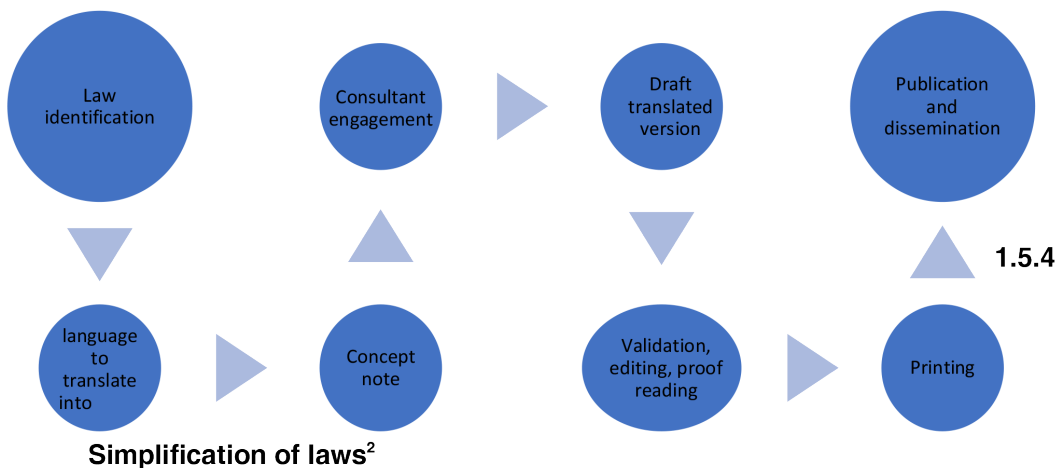 Law
identification
language
to
translate
into
Concept
note
Consultant
engagement
Draft
translated
version
Validation,
editing, proof
reading
Printing
Publication
and
dissemination
1.5.4
Simplification of laws²